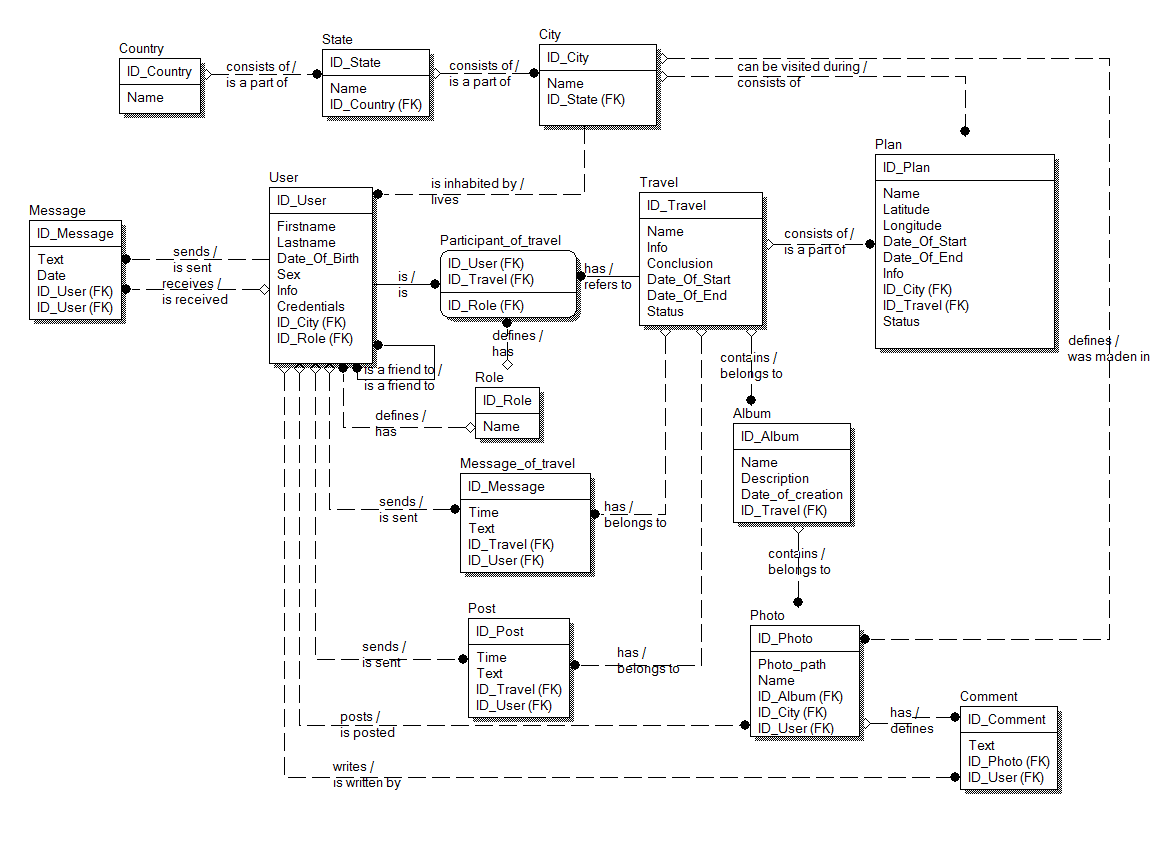 Country
ID_Country
Name
consists of /
is a part of
State
ID_State
Name
ID_Country (FK)
consists of /
is a part of
City
ID_City
Name
ID_State (FK)
can be visited during /
consists of
Plan
ID_Plan
Name
Latitude
Longitude
Date_Of_Start
Date_Of_End
Info
ID_City (FK)
ID_Travel (FK)
Status
defines /
was maden in
is inhabited by /
lives
User
ID_User
Firstname
Lastname
Date_Of_Birth
Sex
Info
Credentials
ID_City (FK)
ID_Role (FK)
Message
ID_Message
Text
Date
ID_User (FK)
ID_User (FK)
sends /
is sent
receives /
is received
is /
is
Participant_of_travel
ID_User (FK)
ID_Travel (FK)
ID_Role (FK)
has /
refers to
Travel
ID_Travel
Name
Info
Conclusion
Date_Of_Start
Date_Of_End
Status
consists of /
is a part of
defines /
has
is a friend to /
is a friend to
Role
ID_Role
Name
defines /
has
contains /
belongs to
Album
ID_Album
Name
Description
Date_of_creation
ID_Travel (FK)
Message_of_travel
ID_Message
Time
Text
ID_Travel (FK)
ID_User (FK)
sends /
is sent
has /
belongs to
contains /
belongs to
Post
ID_Post
Time
Text
ID_Travel (FK)
ID_User (FK)
sends /
is sent
has /
belongs to
Photo
ID_Photo
Photo_path
Name
ID_Album (FK)
ID_City (FK)
ID_User (FK)
posts /
is posted
has /
defines
Comment
ID_Comment
Text
ID_Photo (FK)
ID_User (FK)
writes /
is written by